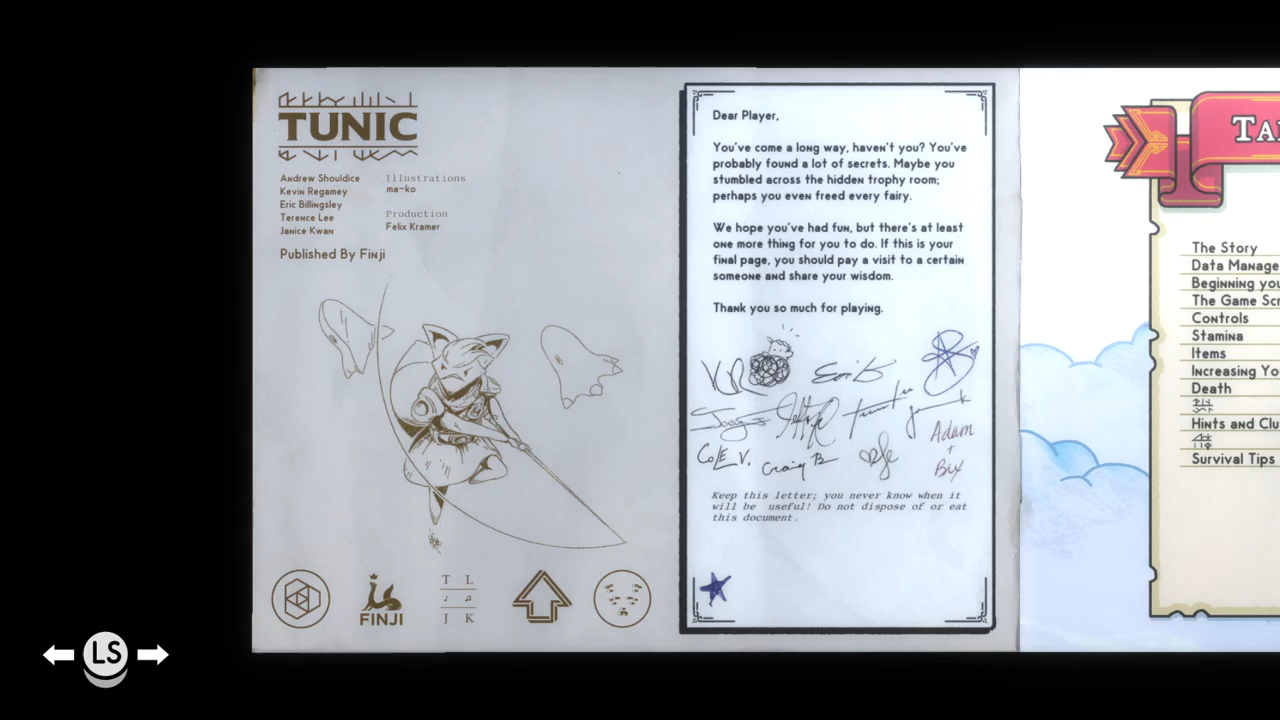 TUNIC
Andrew Shouldice
Kevin Regamey
Eric Billingsley
Terence Lee
Janice Kwan
Illustrations
ma-ko
Production
Felix Kramer
Published By Finji
FINJI
T L
J K
Dear Player,
You've come a long way, haven't you? You've
probably found a lot of secrets. Maybe you
stumbled across the hidden trophy room;
perhaps you even freed every fairy.
We hope you've had fun, but there's at least
one more thing for you to do. If this is your
final page, you should pay a visit to a certain
someone and share your wisdom.
Thank you so much for playing.
Cole V.
Craig B
Adam
+
Bix
Keep this letter; you never know when it
will be useful! Do not dispose of or eat
this document.
The Story
Data Manage
Beginning you
The Game Scr
Controls
Stamina
Items
Increasing Yo
Death
Hints and Clu
Survival Tips
LS